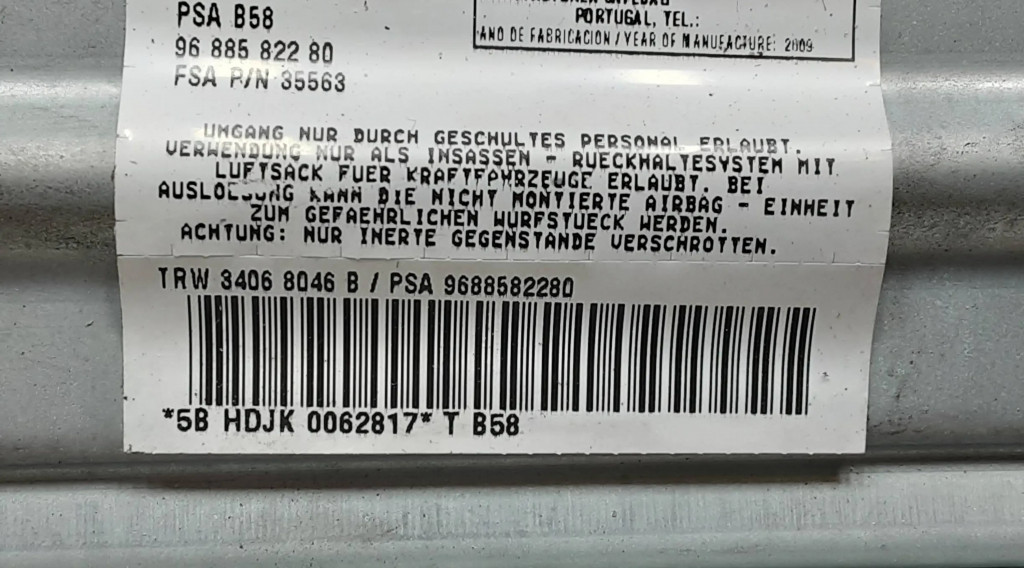 PSA B58
96 885 822 80
FSA P/N 35563
PORTUGAL, TEL.:
ANO DE FABRICACION / YEAR OF MANUFACTURE: 2009
UMGANG NUR DURCH GESCHULTES PERSONAL ERLAUBT.
VERWENDUNG NUR ALS INSASSEN - RUECKHALTESYSTEM MIT
LUFTSACK FUER KRAFTFAHRZEUGE ERLAUBT. BEI
AUSLOESUNG KANN DIE NICHT MONTIERTE AIRBAG - EINHEIT
ZUM GEFAEHRLICHEN WURFSTUECK WERDEN.
ACHTUNG: NUR INERTE GEGENSTANDE VERSCHROTTEN.
TRW 3406 8046 B / PSA 9688582280
*5B HDJK 0062817* T B58